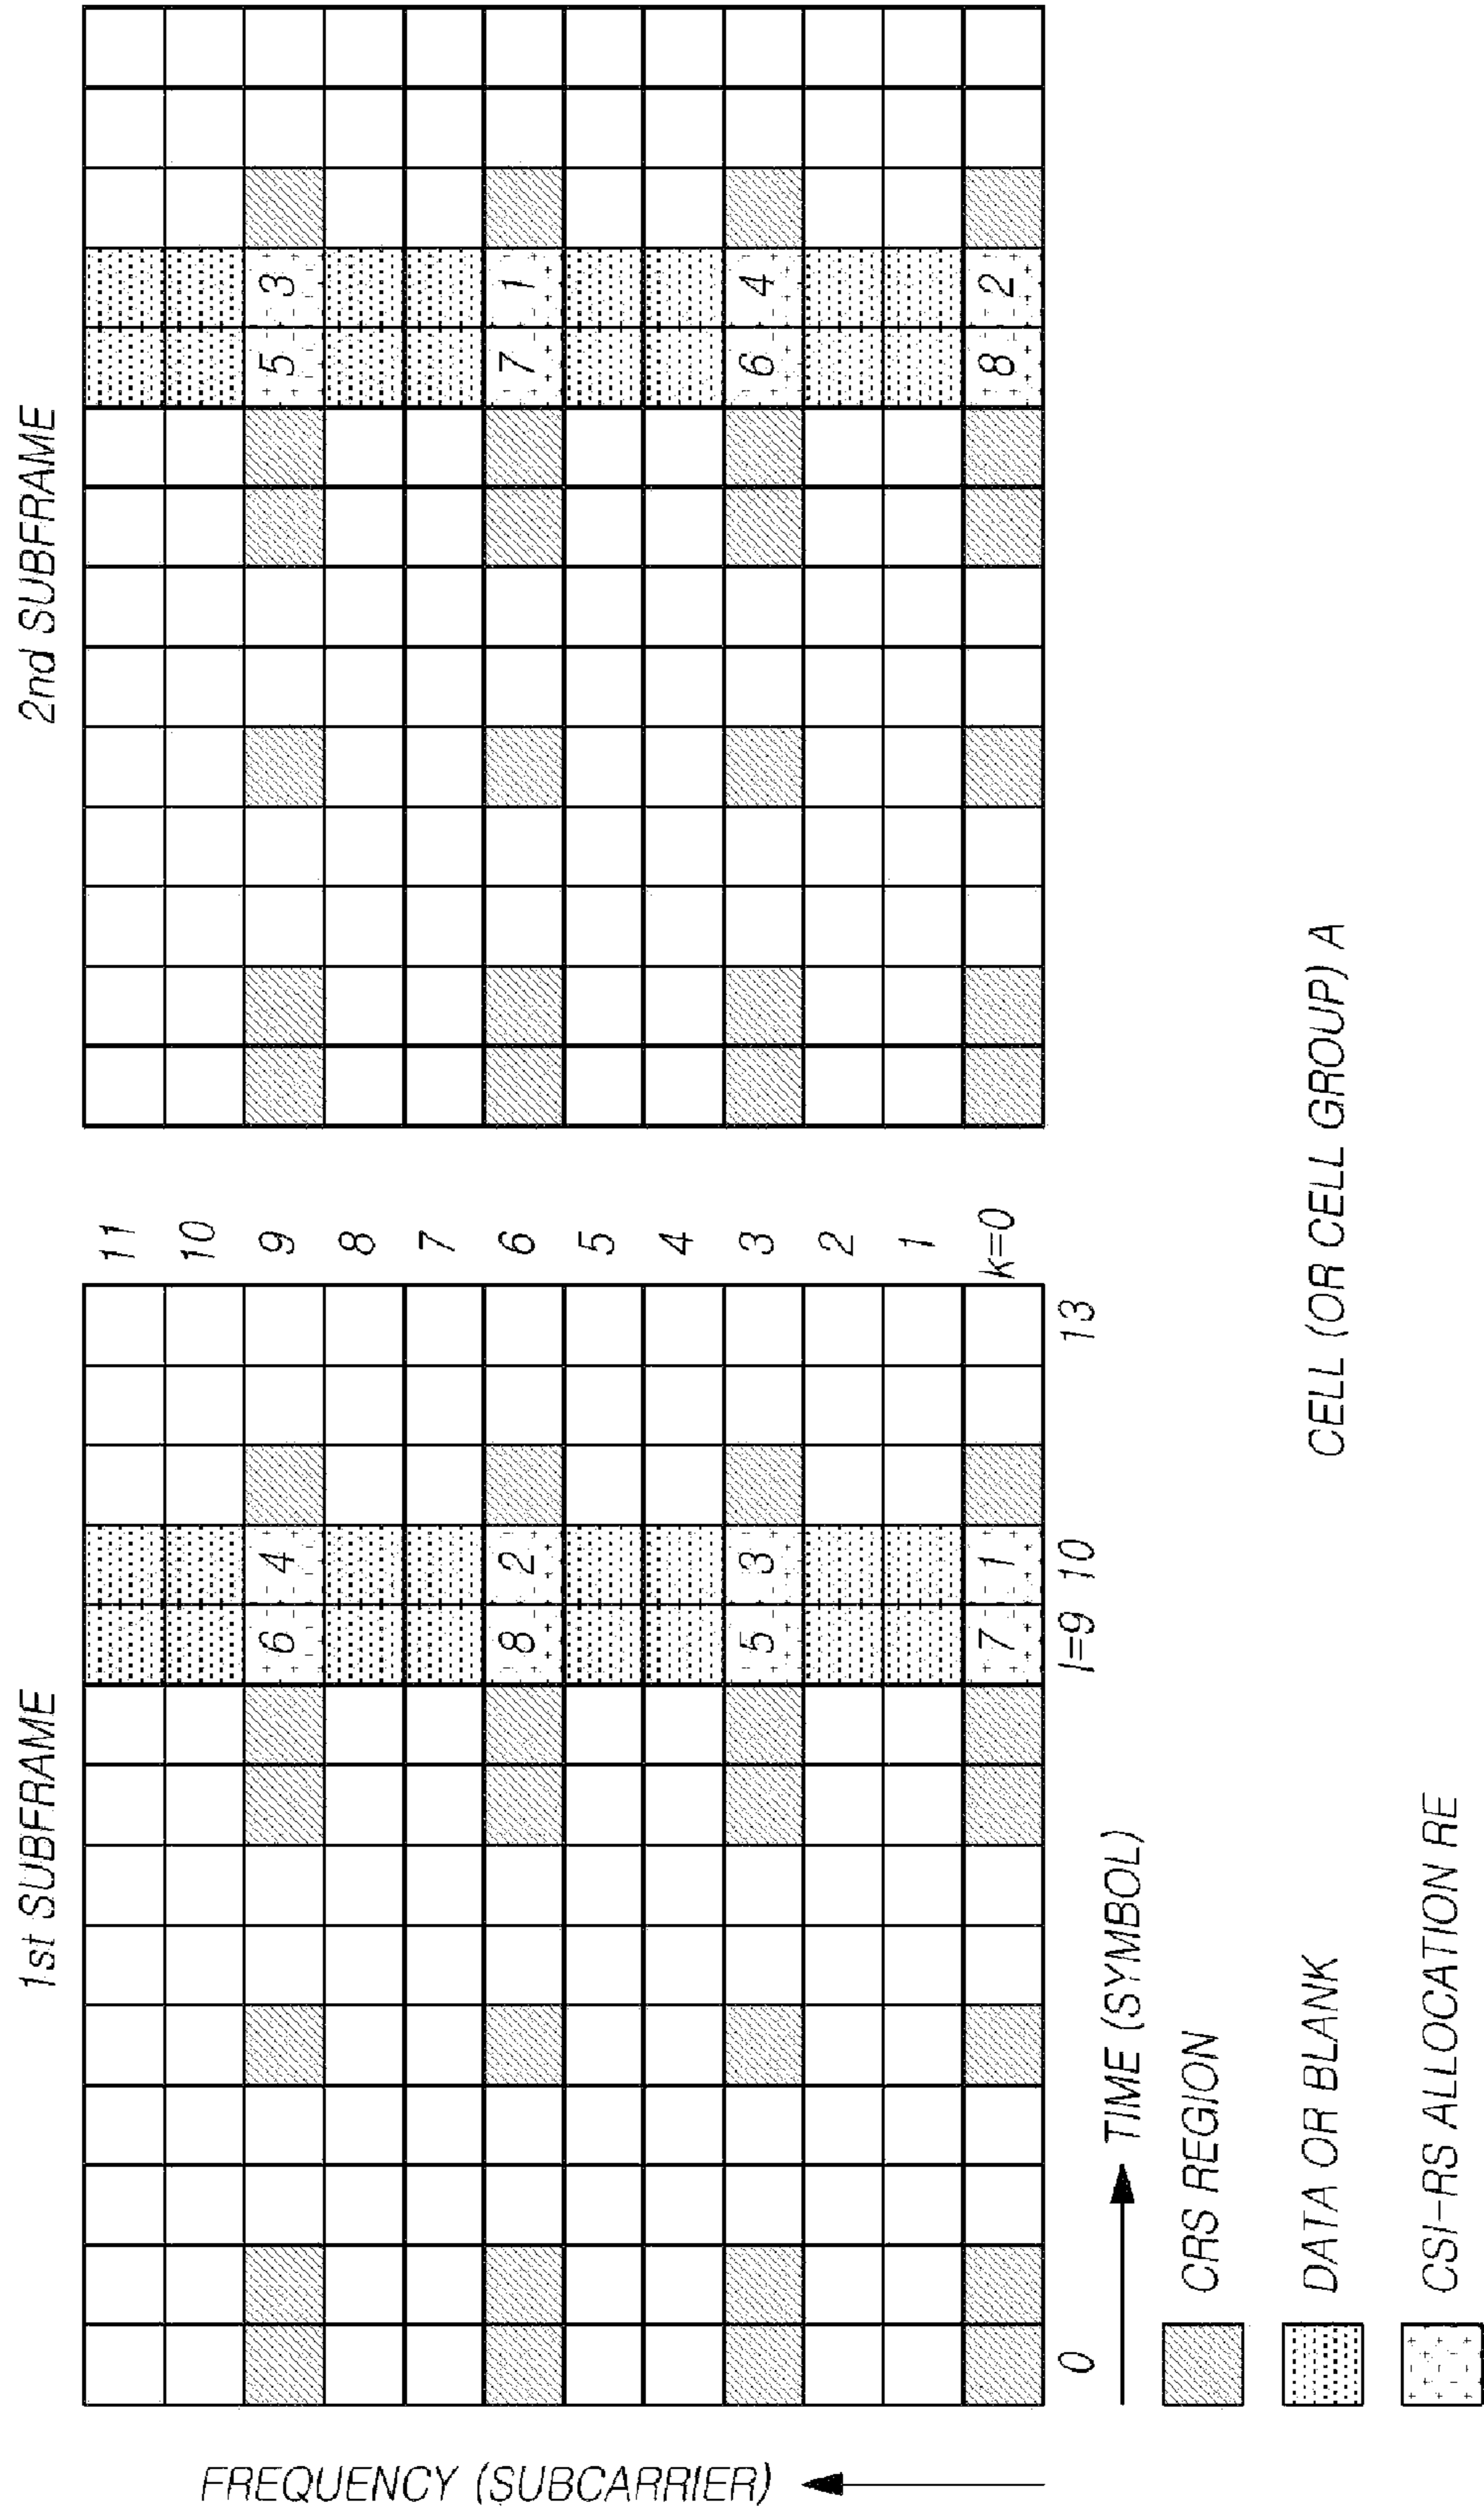 1st SUBFRAME 2nd SUBFRAME
FREQUENCY (SUBCARRIER)
11
10
6 4 9 5 3
8
7
8 2 6 7 1
5
4
5 3 3 6 4
2
1
7 1 k=0 8 2
0 l=9 10 13
TIME (SYMBOL)
CRS REGION
DATA OR BLANK
CELL (OR CELL GROUP) A
CSI-RS ALLOCATION RE